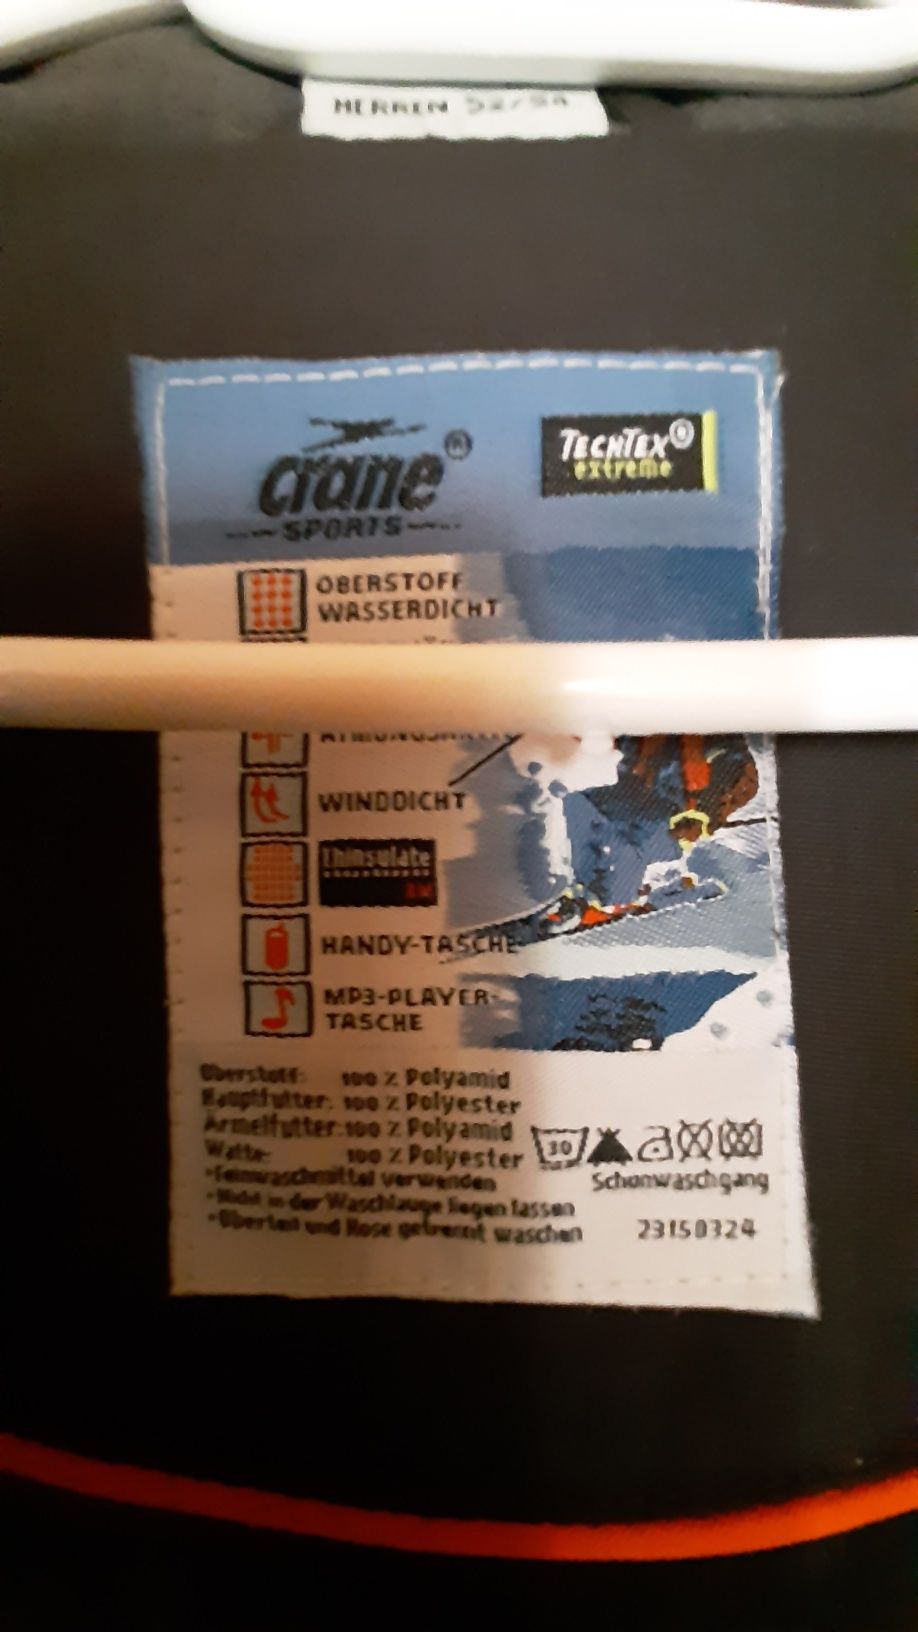 HERREN 52/54
crane®
SPORTS
TECHTEX®
extreme
OBERSTOFF
WASSERDICHT
WINDDICHT
Thinsulate
HANDY-TASCHE
MP3-PLAYER-
TASCHE
Oberstoff: 100 % Polyamid
Hauptfutter: 100 % Polyester
Ärmelfutter: 100 % Polyamid
Watte: 100 % Polyester
•Feinwaschmittel verwenden
•Nicht in der Waschlauge liegen lassen
•Oberteil und Hose getrennt waschen
30
Schonwaschgang
23150324